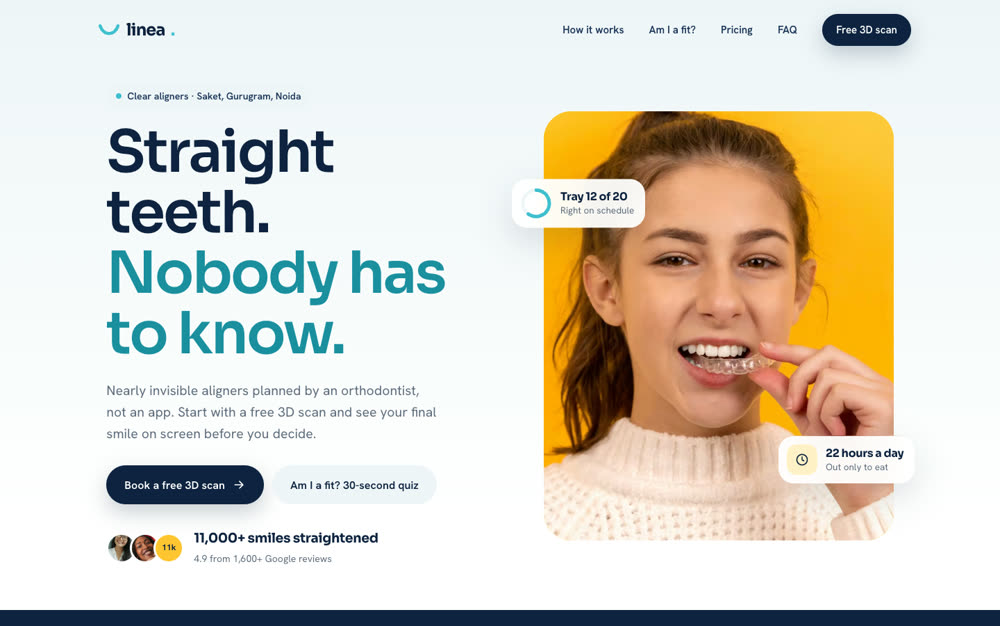 linea.
How it works
Am I a fit?
Pricing
FAQ
Free 3D scan
Clear aligners · Saket, Gurugram, Noida
Straight
teeth.
Nobody has
to know.
Nearly invisible aligners planned by an orthodontist,
not an app. Start with a free 3D scan and see your final
smile on screen before you decide.
Book a free 3D scan →
Am I a fit? 30-second quiz
11k
11,000+ smiles straightened
4.9 from 1,600+ Google reviews
Tray 12 of 20
Right on schedule
22 hours a day
Out only to eat